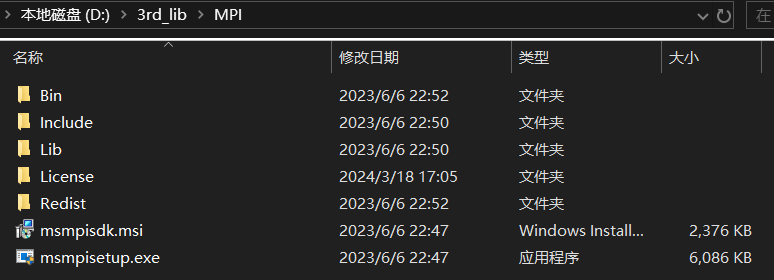 本地磁盘 (D:) > 3rd_lib > MPI 在
名称 修改日期 类型 大小
Bin 2023/6/6 22:52 文件夹
Include 2023/6/6 22:50 文件夹
Lib 2023/6/6 22:50 文件夹
License 2024/3/18 17:05 文件夹
Redist 2023/6/6 22:52 文件夹
msmpisdk.msi 2023/6/6 22:47 Windows Install... 2,376 KB
msmpisetup.exe 2023/6/6 22:47 应用程序 6,086 KB